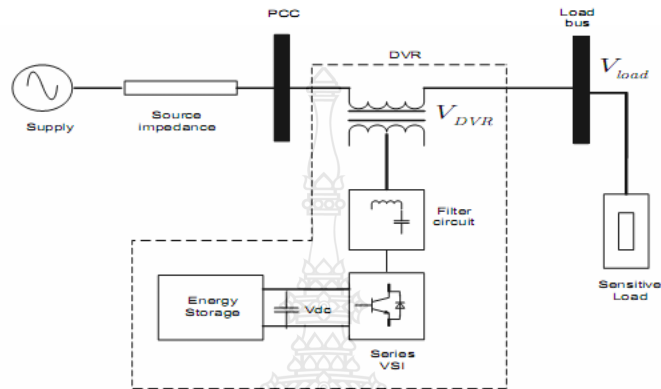 PCC
Load
bus
DVR
V_load
Supply
Source
impedance
V_DVR
Filter
circuit
Energy
Storage
Vdc
Series
VSI
Sensitive
Load